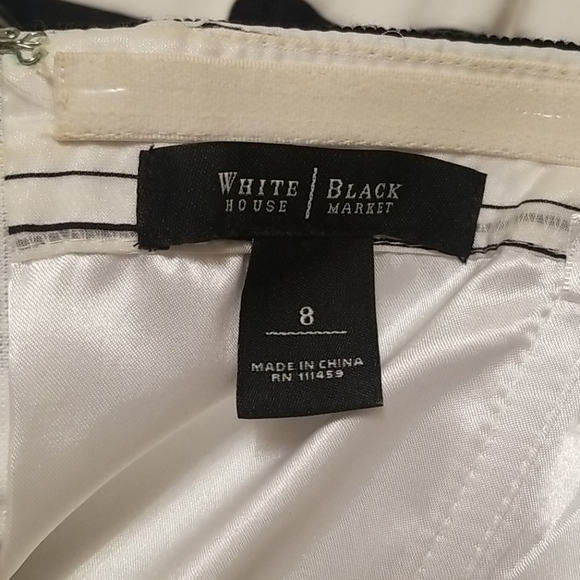 WHITE | BLACK
HOUSE | MARKET
8
MADE IN CHINA
RN 111459